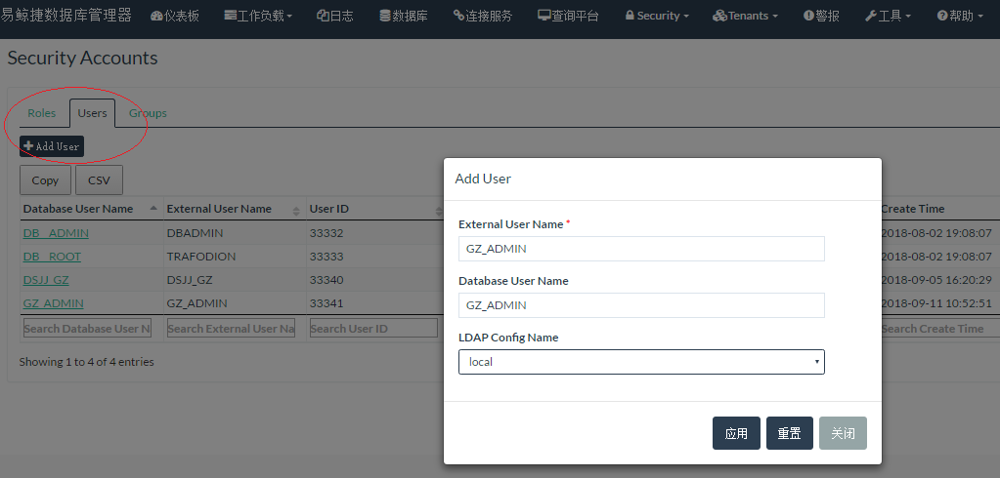 易鲸捷数据库管理器 仪表板 工作负载 日志 数据库 连接服务 查询平台 Security Tenants 警报 工具 帮助
Security Accounts
Roles Users Groups
Add User
Copy CSV
Database User Name External User Name User ID Create Time
DB__ADMIN DBADMIN 33332 2018-08-02 19:08:07
DB__ROOT TRAFODION 33333 2018-08-02 19:08:07
DSJJ_GZ DSJJ_GZ 33340 2018-09-05 16:20:29
GZ_ADMIN GZ_ADMIN 33341 2018-09-11 10:52:51
Search Database User N Search External User Na Search User ID Search Create Time
Showing 1 to 4 of 4 entries
Add User
External User Name *
GZ_ADMIN
Database User Name
GZ_ADMIN
LDAP Config Name
local
应用 重置 关闭